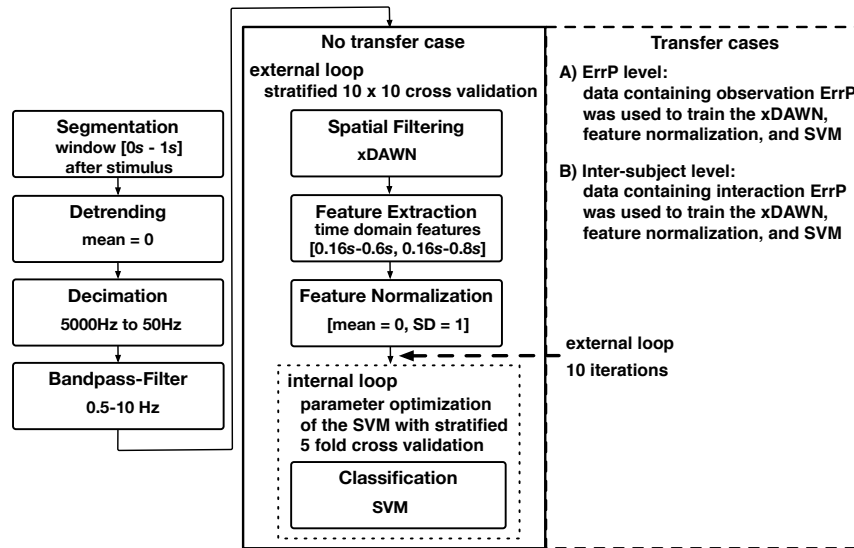 Segmentation
window [0s - 1s]
after stimulus
Detrending
mean = 0
Decimation
5000Hz to 50Hz
Bandpass-Filter
0.5-10 Hz
No transfer case
external loop
stratified 10 x 10 cross validation
Spatial Filtering
xDAWN
Feature Extraction
time domain features
[0.16s-0.6s, 0.16s-0.8s]
Feature Normalization
[mean = 0, SD = 1]
internal loop
parameter optimization
of the SVM with stratified
5 fold cross validation
Classification
SVM
Transfer cases
A) ErrP level:
data containing observation ErrP
was used to train the xDAWN,
feature normalization, and SVM
B) Inter-subject level:
data containing interaction ErrP
was used to train the xDAWN,
feature normalization, and SVM
external loop
10 iterations